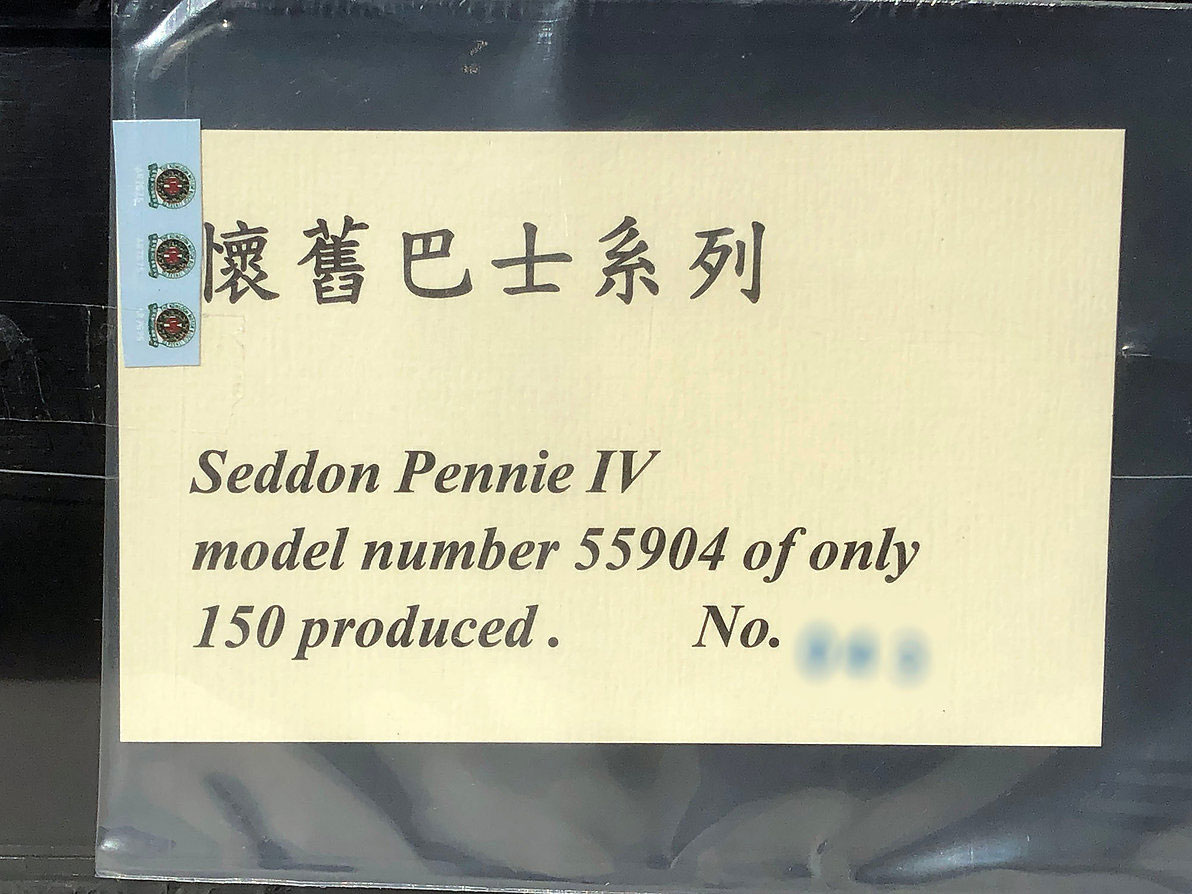 懷舊巴士系列
Seddon Pennie IV
model number 55904 of only
150 produced . No.